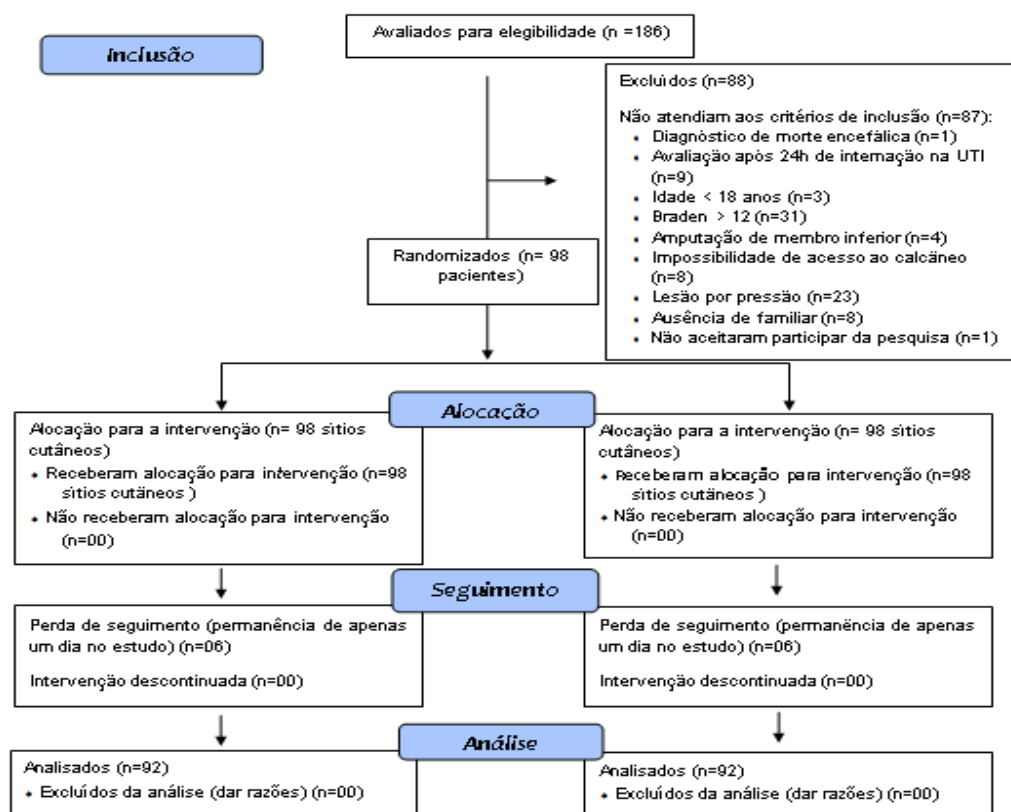 Avaliados para elegibilidade (n =186)
Inclusão
Excluídos (n=88)
Não atendiam aos critérios de inclusão (n=87):
• Diagnóstico de morte encefálica (n=1)
• Avaliação após 24h de internação na UTI
(n=9)
• Idade < 18 anos (n=3)
• Braden > 12 (n=31)
• Amputação de membro inferior (n=4)
• Impossibilidade de acesso ao calcâneo
(n=8)
• Lesão por pressão (n=23)
• Ausência de familiar (n=8)
• Não aceitaram participar da pesquisa (n=1)
Randomizados (n= 98
pacientes)
Alocação
Alocação para a intervenção (n= 98 sítios
cutâneos)
• Receberam alocação para intervenção (n=98
sítios cutâneos )
• Não receberam alocação para intervenção
(n=00)
Alocação para a intervenção (n= 98 sítios
cutâneos)
• Receberam alocação para intervenção (n=98
sítios cutâneos )
• Não receberam alocação para intervenção
(n=00)
Seguimento
Perda de seguimento (permanência de apenas
um dia no estudo) (n=06)
Intervenção descontinuada (n=00)
Perda de seguimento (permanência de apenas
um dia no estudo) (n=06)
Intervenção descontinuada (n=00)
Análise
Analisados (n=92)
• Excluídos da análise (dar razões) (n=00)
Analisados (n=92)
• Excluídos da análise (dar razões) (n=00)